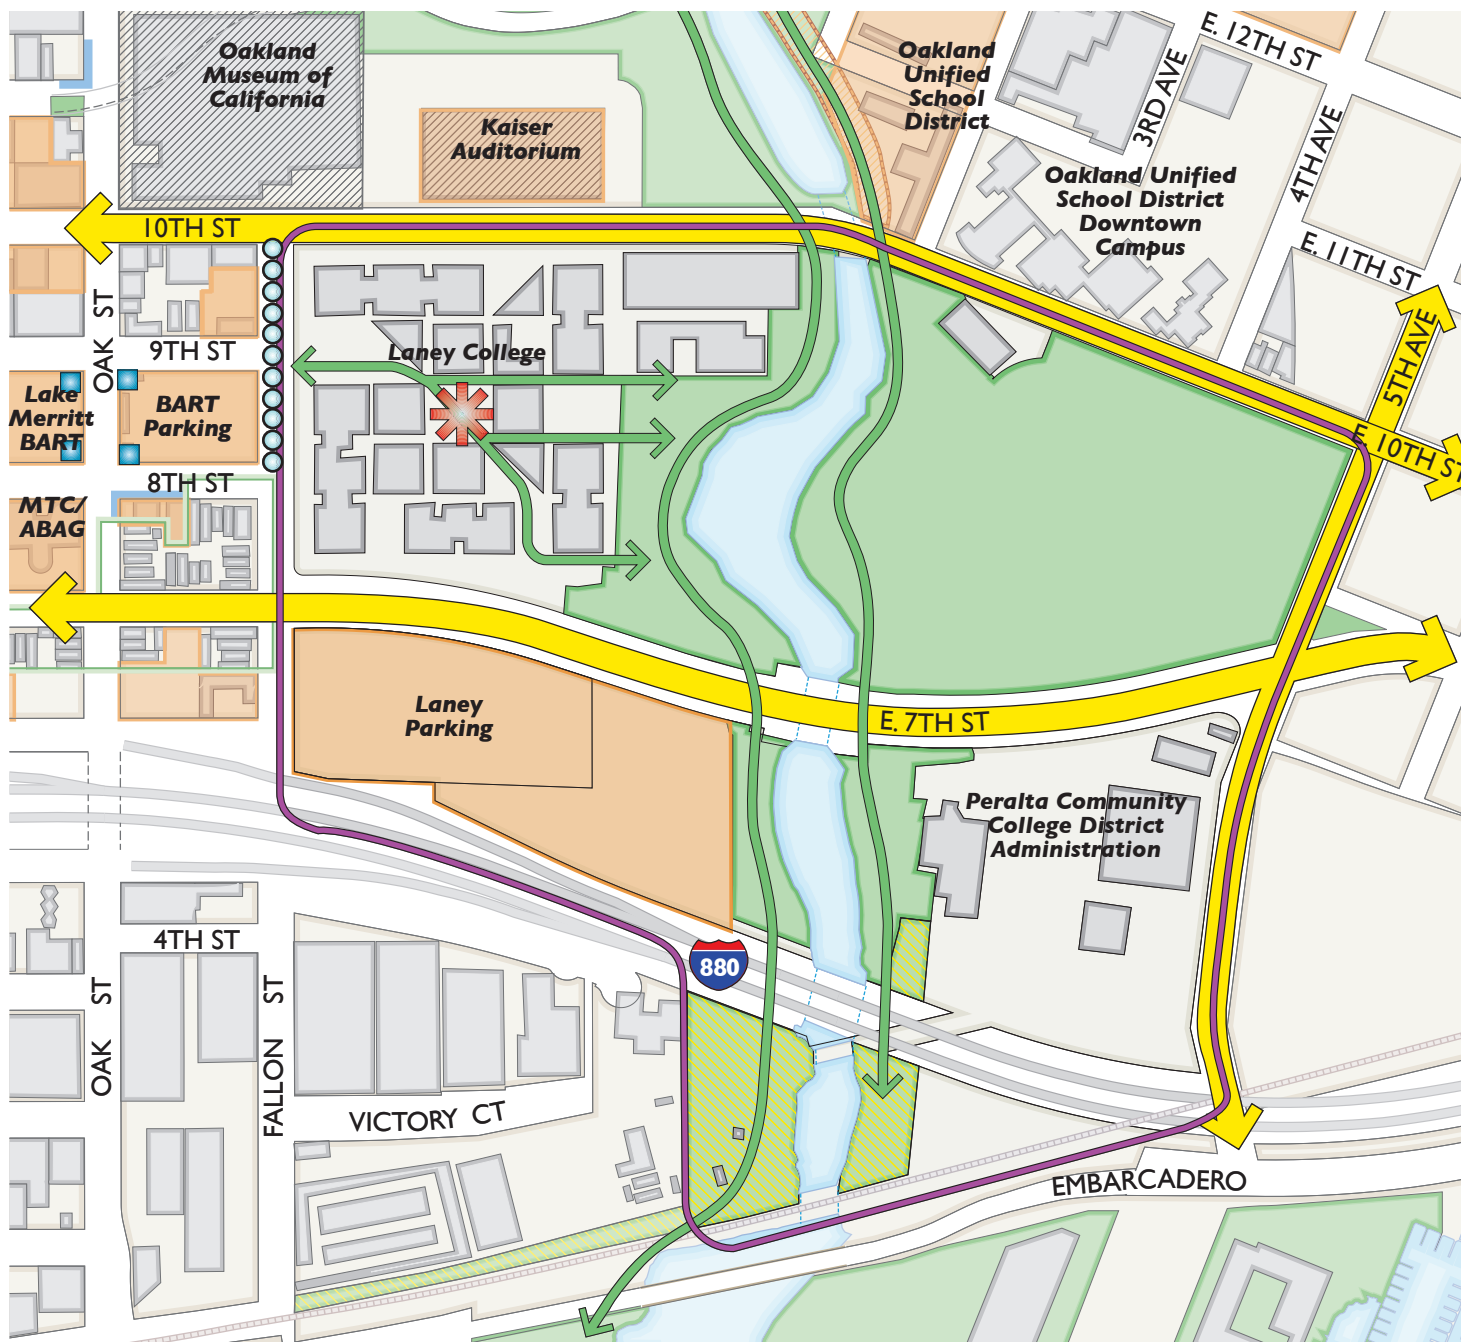 Oakland
Museum of
California
Kaiser
Auditorium
Oakland
Unified
School
District
E. 12TH ST
3RD AVE
4TH AVE
Oakland Unified
School District
Downtown
Campus
E. 11TH ST
10TH ST
OAK ST
9TH ST
Laney College
5TH AVE
Lake
Merritt
BART
BART
Parking
E. 10TH ST
8TH ST
MTC/
ABAG
Laney
Parking
E. 7TH ST
Peralta Community
College District
Administration
4TH ST
880
OAK ST
FALLON ST
VICTORY CT
EMBARCADERO